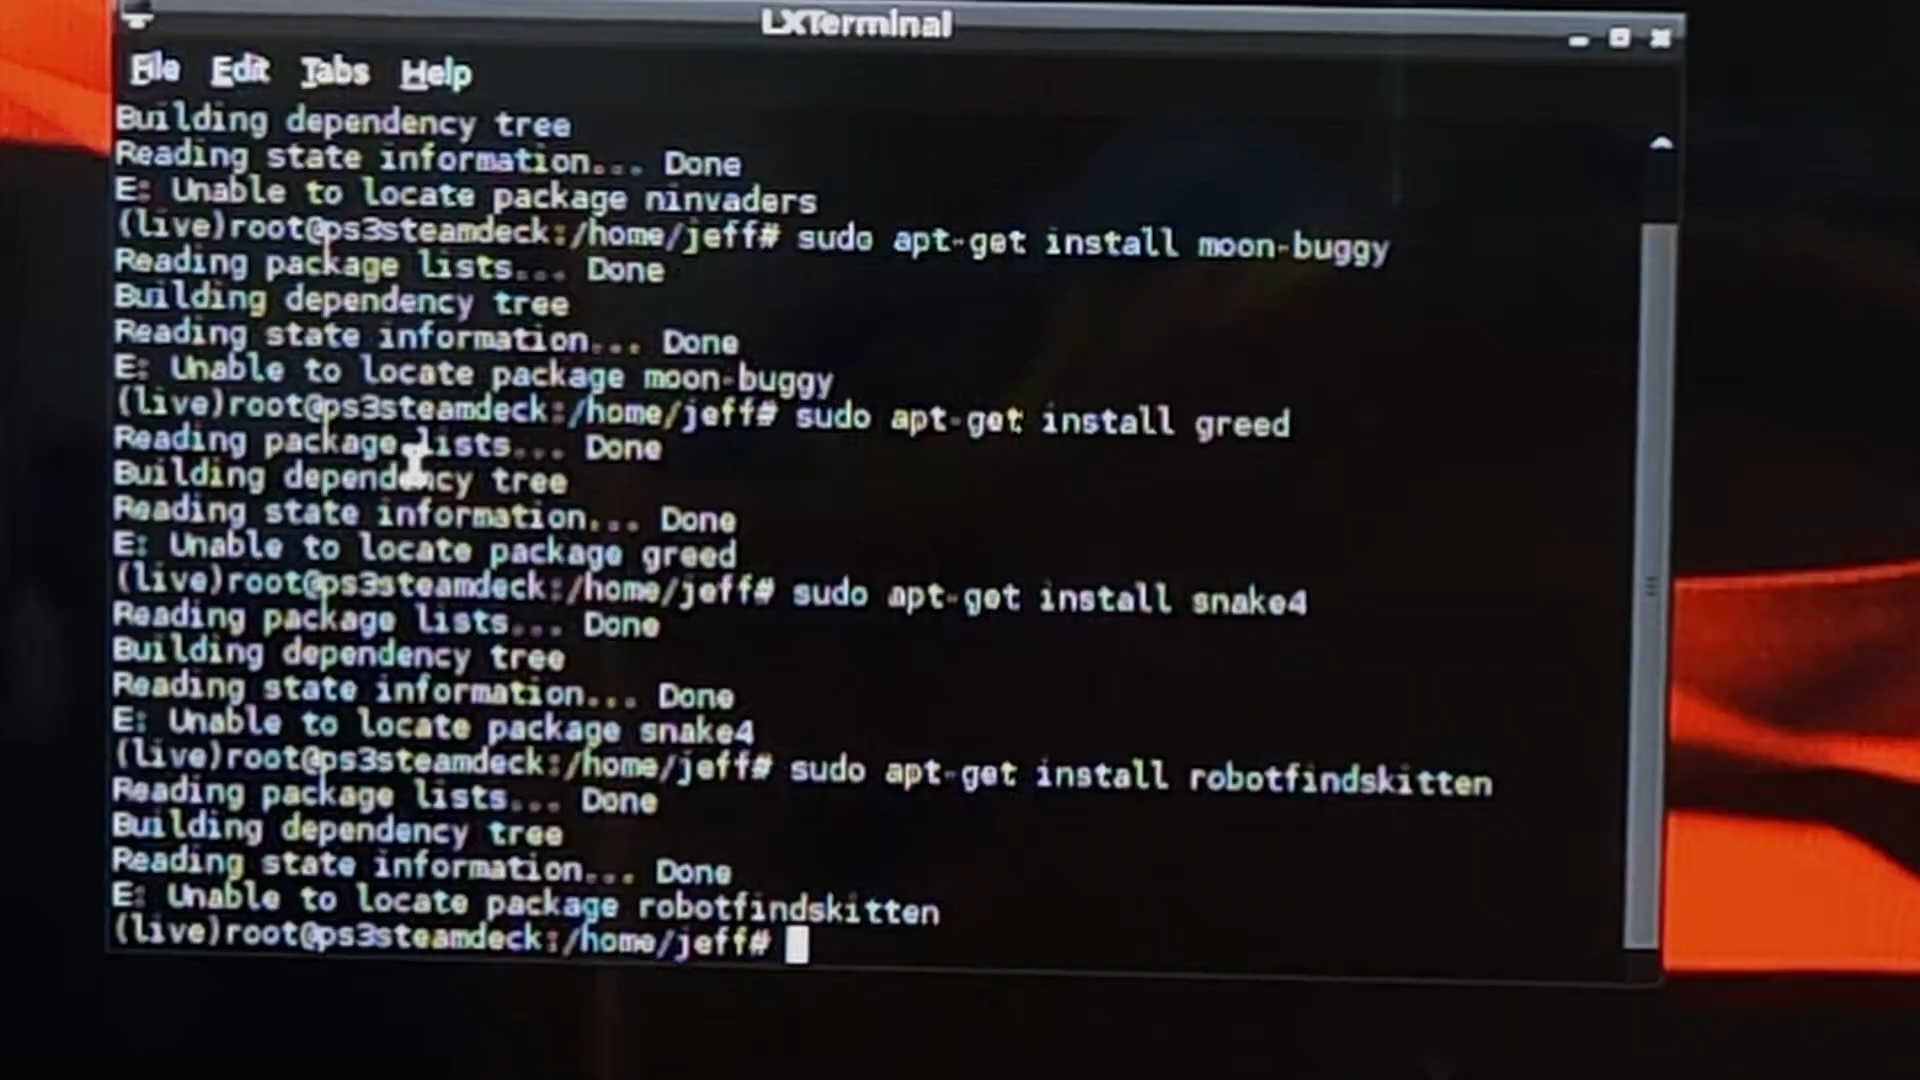 LXTerminal
File Edit Tabs Help
Building dependency tree
Reading state information... Done
E: Unable to locate package ninvaders
(live)root@ps3steamdeck:/home/jeff# sudo apt-get install moon-buggy
Reading package lists... Done
Building dependency tree
Reading state information... Done
E: Unable to locate package moon-buggy
(live)root@ps3steamdeck:/home/jeff# sudo apt-get install greed
Reading package lists... Done
Building dependency tree
Reading state information... Done
E: Unable to locate package greed
(live)root@ps3steamdeck:/home/jeff# sudo apt-get install snake4
Reading package lists... Done
Building dependency tree
Reading state information... Done
E: Unable to locate package snake4
(live)root@ps3steamdeck:/home/jeff# sudo apt-get install robotfindskitten
Reading package lists... Done
Building dependency tree
Reading state information... Done
E: Unable to locate package robotfindskitten
(live)root@ps3steamdeck:/home/jeff#